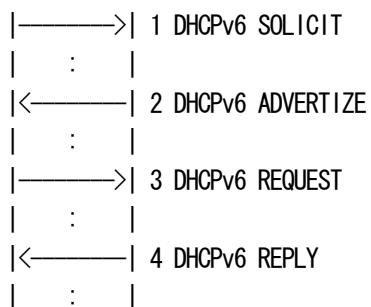 |-------->| 1 DHCPv6 SOLICIT
|    :    |
|<--------| 2 DHCPv6 ADVERTIZE
|    :    |
|-------->| 3 DHCPv6 REQUEST
|    :    |
|<--------| 4 DHCPv6 REPLY
|    :    |